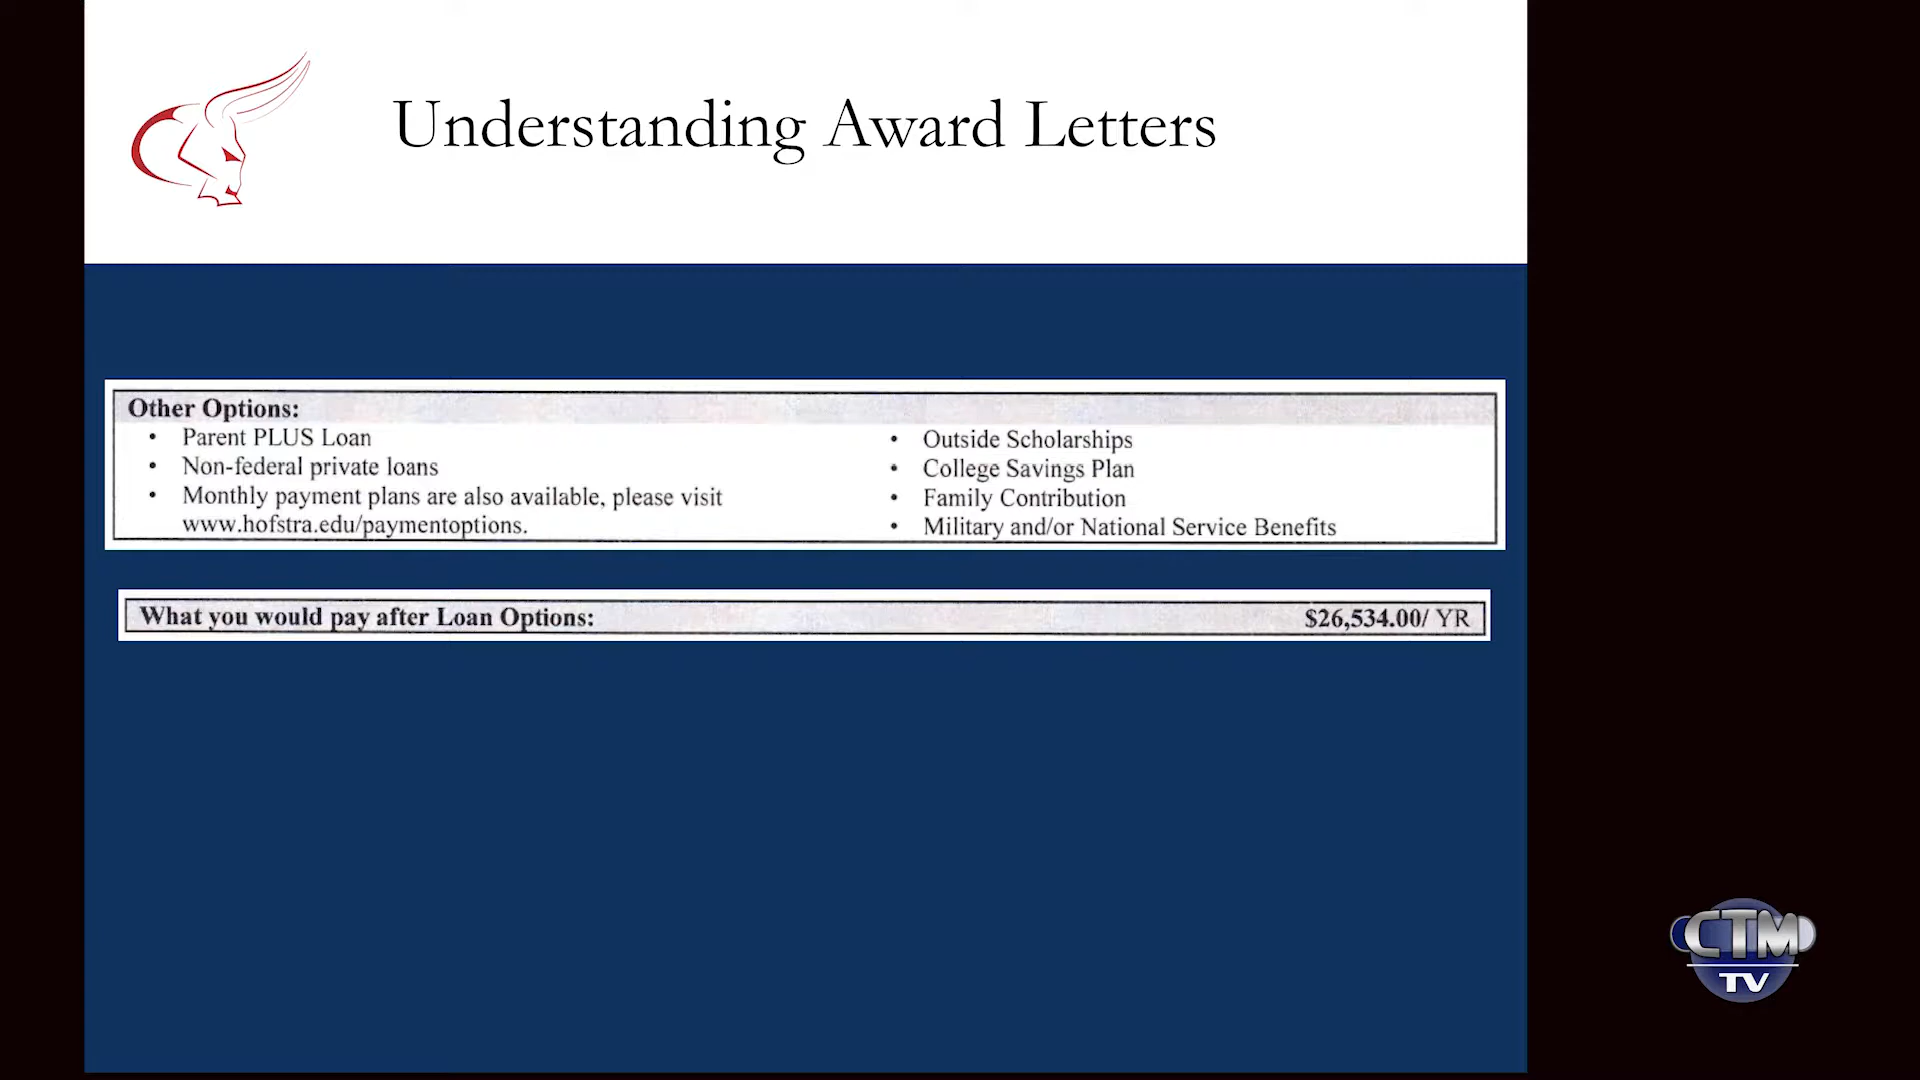 Understanding Award Letters
Other Options:
• Parent PLUS Loan
• Non-federal private loans
• Monthly payment plans are also available, please visit
www.hofstra.edu/paymentoptions.
• Outside Scholarships
• College Savings Plan
• Family Contribution
• Military and/or National Service Benefits
What you would pay after Loan Options: $26,534.00/ YR
CTM
TV